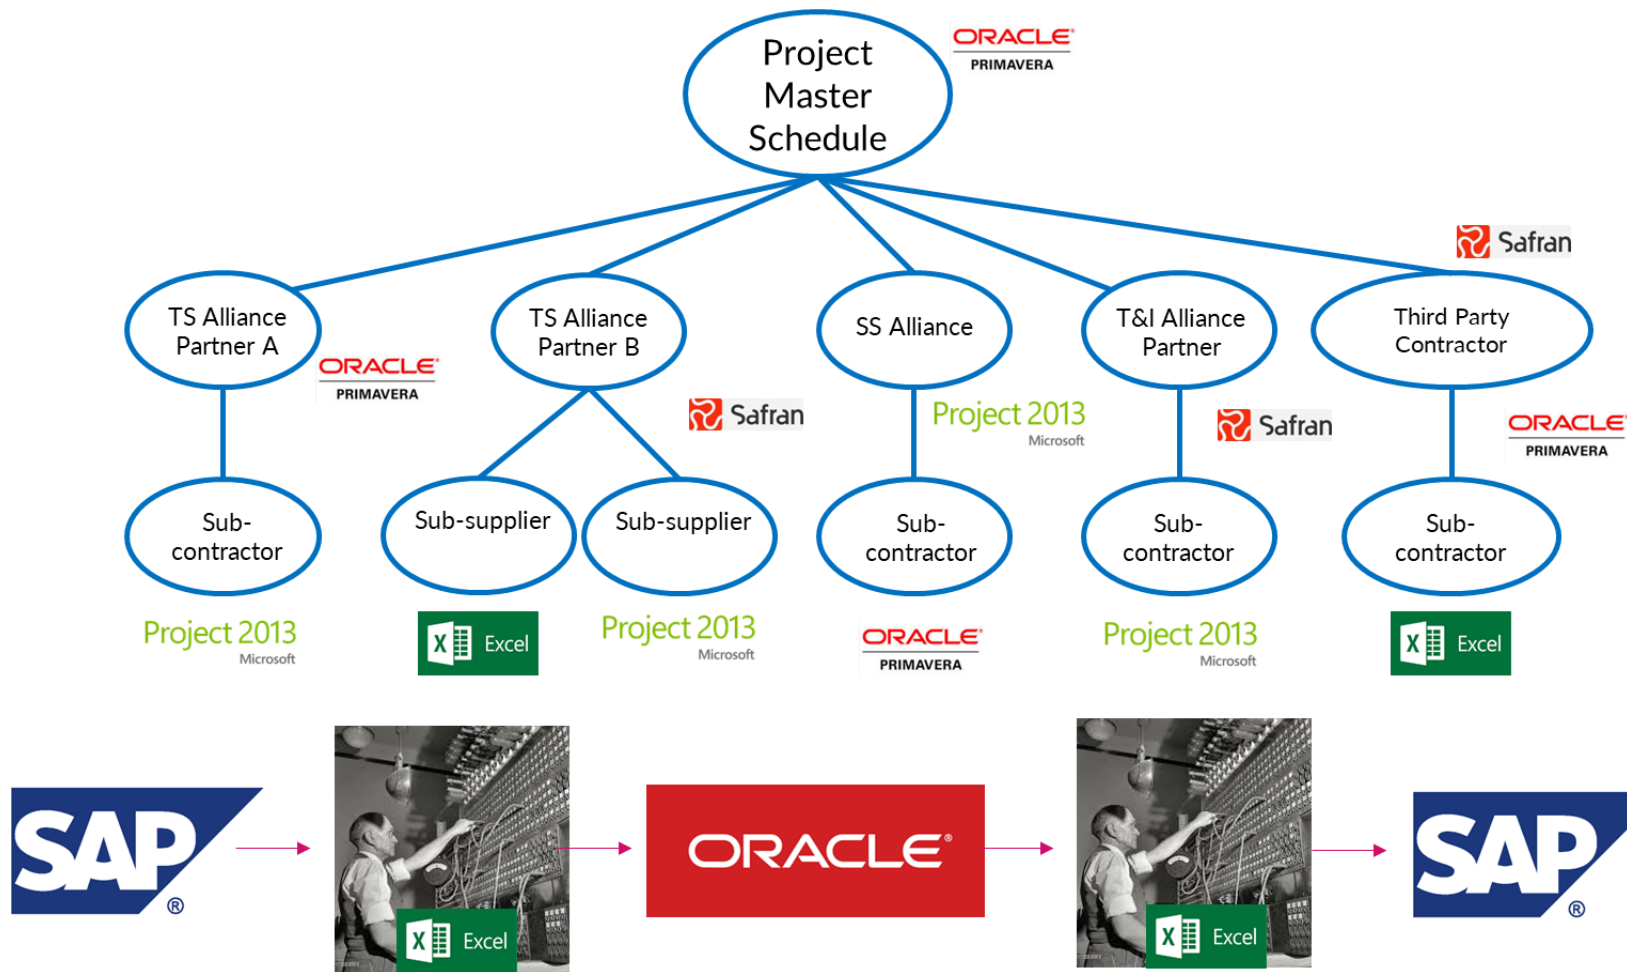 Project
Master
Schedule
ORACLE®
PRIMAVERA
Safran
TS Alliance
Partner A
TS Alliance
Partner B
SS Alliance
T&I Alliance
Partner
Third Party
Contractor
ORACLE®
PRIMAVERA
Safran
Project 2013
Microsoft
Safran
ORACLE®
PRIMAVERA
Sub-
contractor
Sub-supplier
Sub-supplier
Sub-
contractor
Sub-
contractor
Sub-
contractor
Project 2013
Microsoft
X Excel
Project 2013
Microsoft
ORACLE®
PRIMAVERA
Project 2013
Microsoft
X Excel
SAP®
X Excel
ORACLE®
X Excel
SAP®